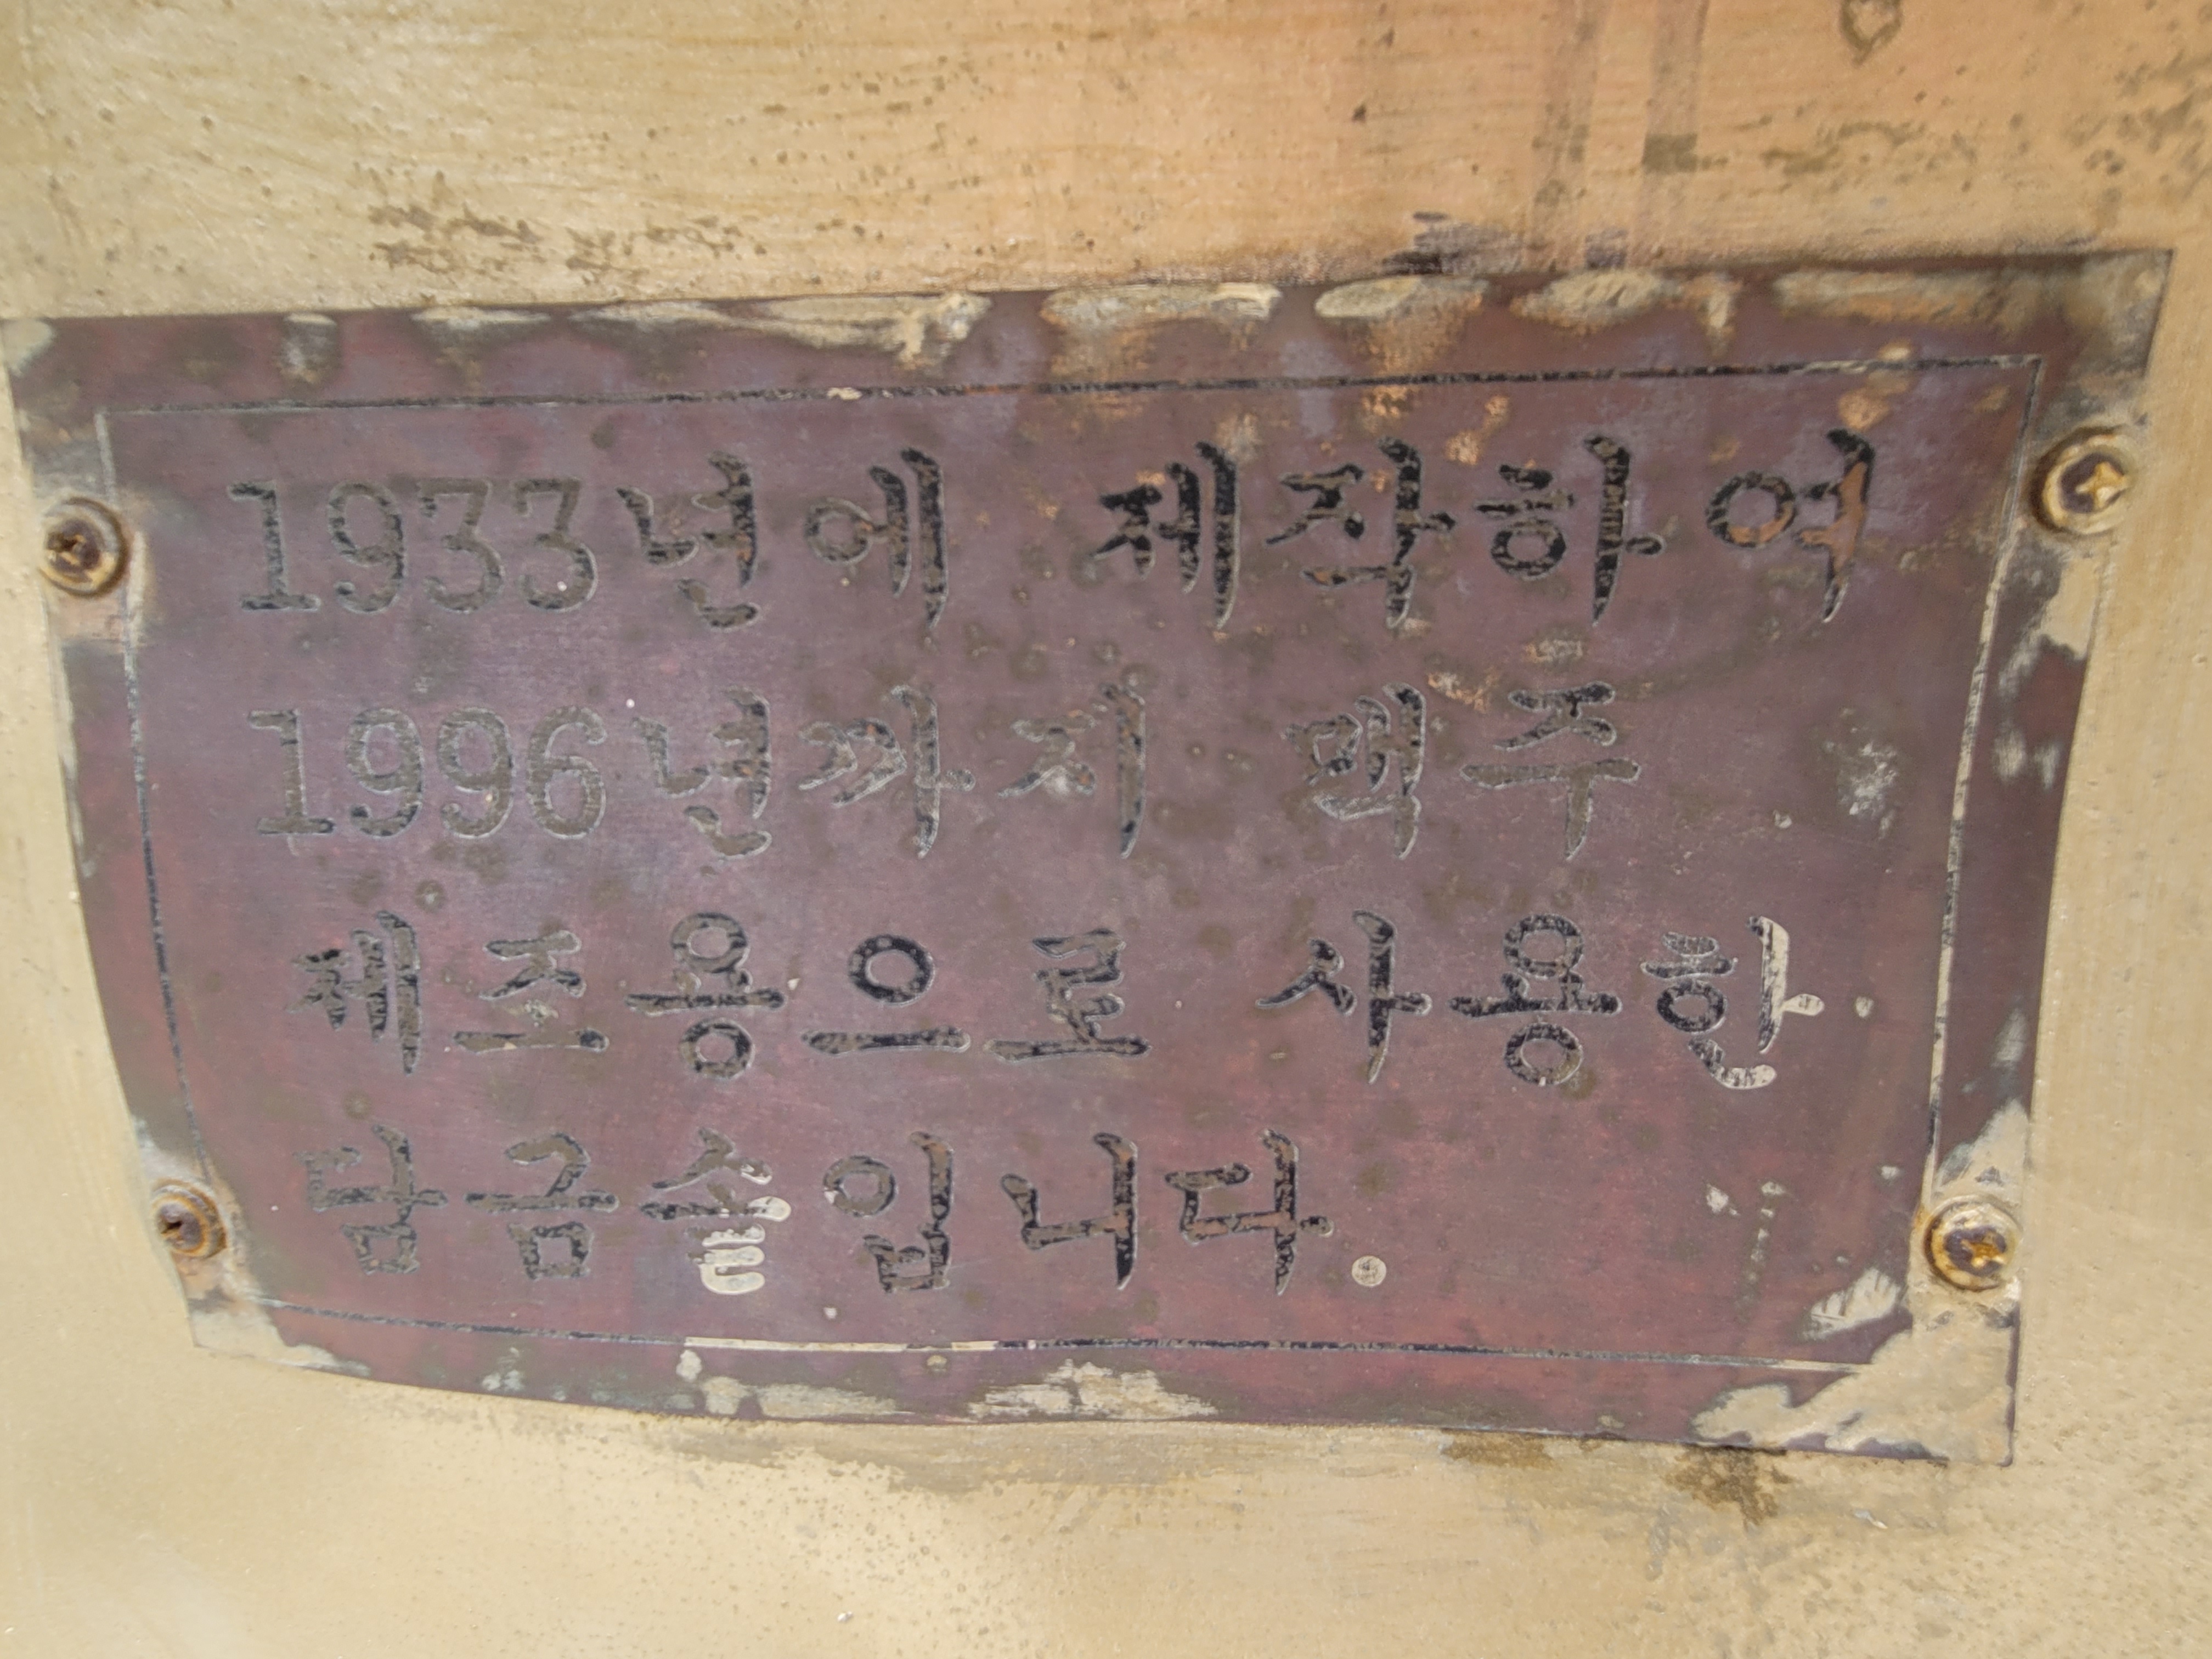 1933년에 제작하여
1996년까지 맥주
제조용으로 사용한
담금솥입니다.